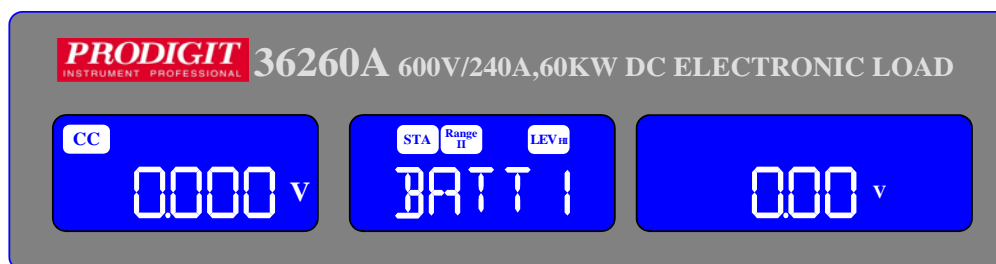 PRODIGIT
INSTRUMENT PROFESSIONAL
36260A 600V/240A,60KW DC ELECTRONIC LOAD
CC
0.000 V
STA Range II LEV HI
BATT 1
0.00 V